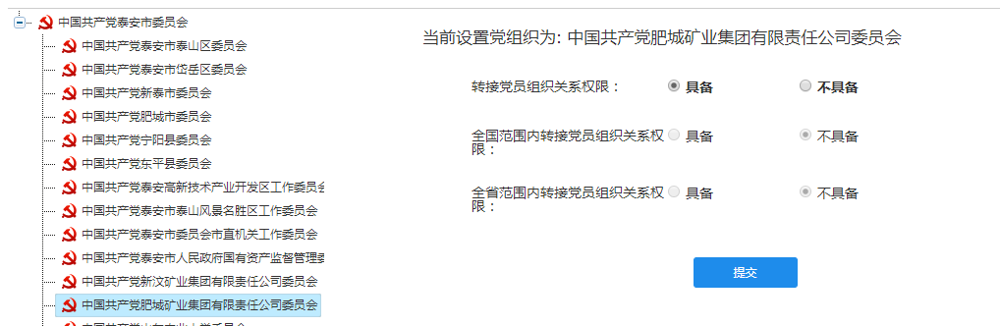 中国共产党泰安市委员会
中国共产党泰安市泰山区委员会
中国共产党泰安市岱岳区委员会
中国共产党新泰市委员会
中国共产党肥城市委员会
中国共产党宁阳县委员会
中国共产党东平县委员会
中国共产党泰安高新技术产业开发区工作委员会
中国共产党泰安市泰山风景名胜区工作委员会
中国共产党泰安市委员会市直机关工作委员会
中国共产党泰安市人民政府国有资产监督管理委
中国共产党新汶矿业集团有限责任公司委员会
中国共产党肥城矿业集团有限责任公司委员会
当前设置党组织为: 中国共产党肥城矿业集团有限责任公司委员会
转接党员组织关系权限： 具备 不具备
全国范围内转接党员组织关系权 具备 不具备
限：
全省范围内转接党员组织关系权 具备 不具备
限：
提交